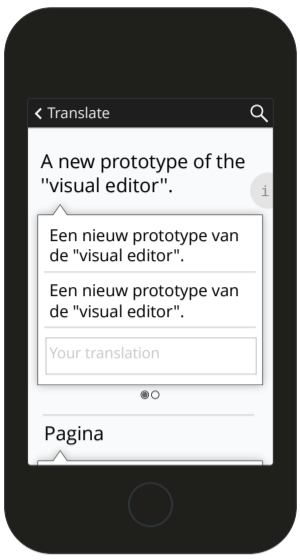 Translate
A new prototype of the
"visual editor".
i
Een nieuw prototype van
de "visual editor".
Een nieuw prototype van
de "visual editor".
Your translation
Pagina